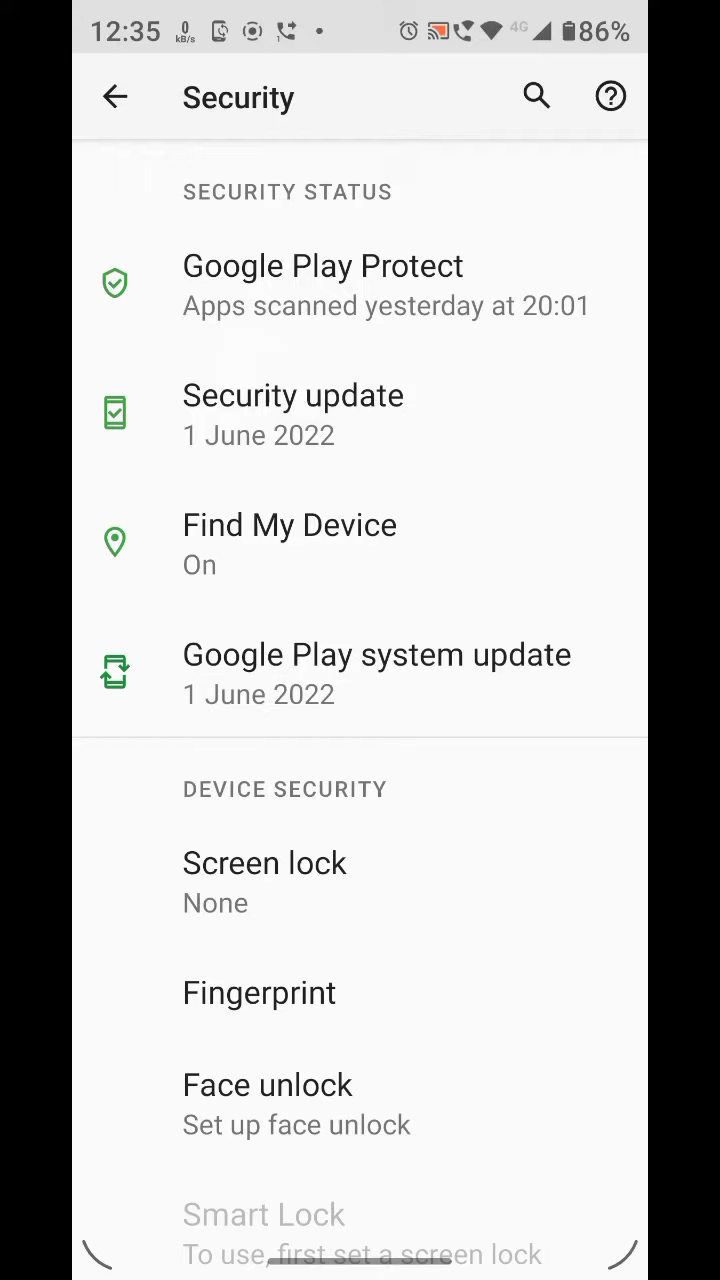 12:35 0 kB/s 1 4G 86%
Security
SECURITY STATUS
Google Play Protect
Apps scanned yesterday at 20:01
Security update
1 June 2022
Find My Device
On
Google Play system update
1 June 2022
DEVICE SECURITY
Screen lock
None
Fingerprint
Face unlock
Set up face unlock
Smart Lock
To use, first set a screen lock